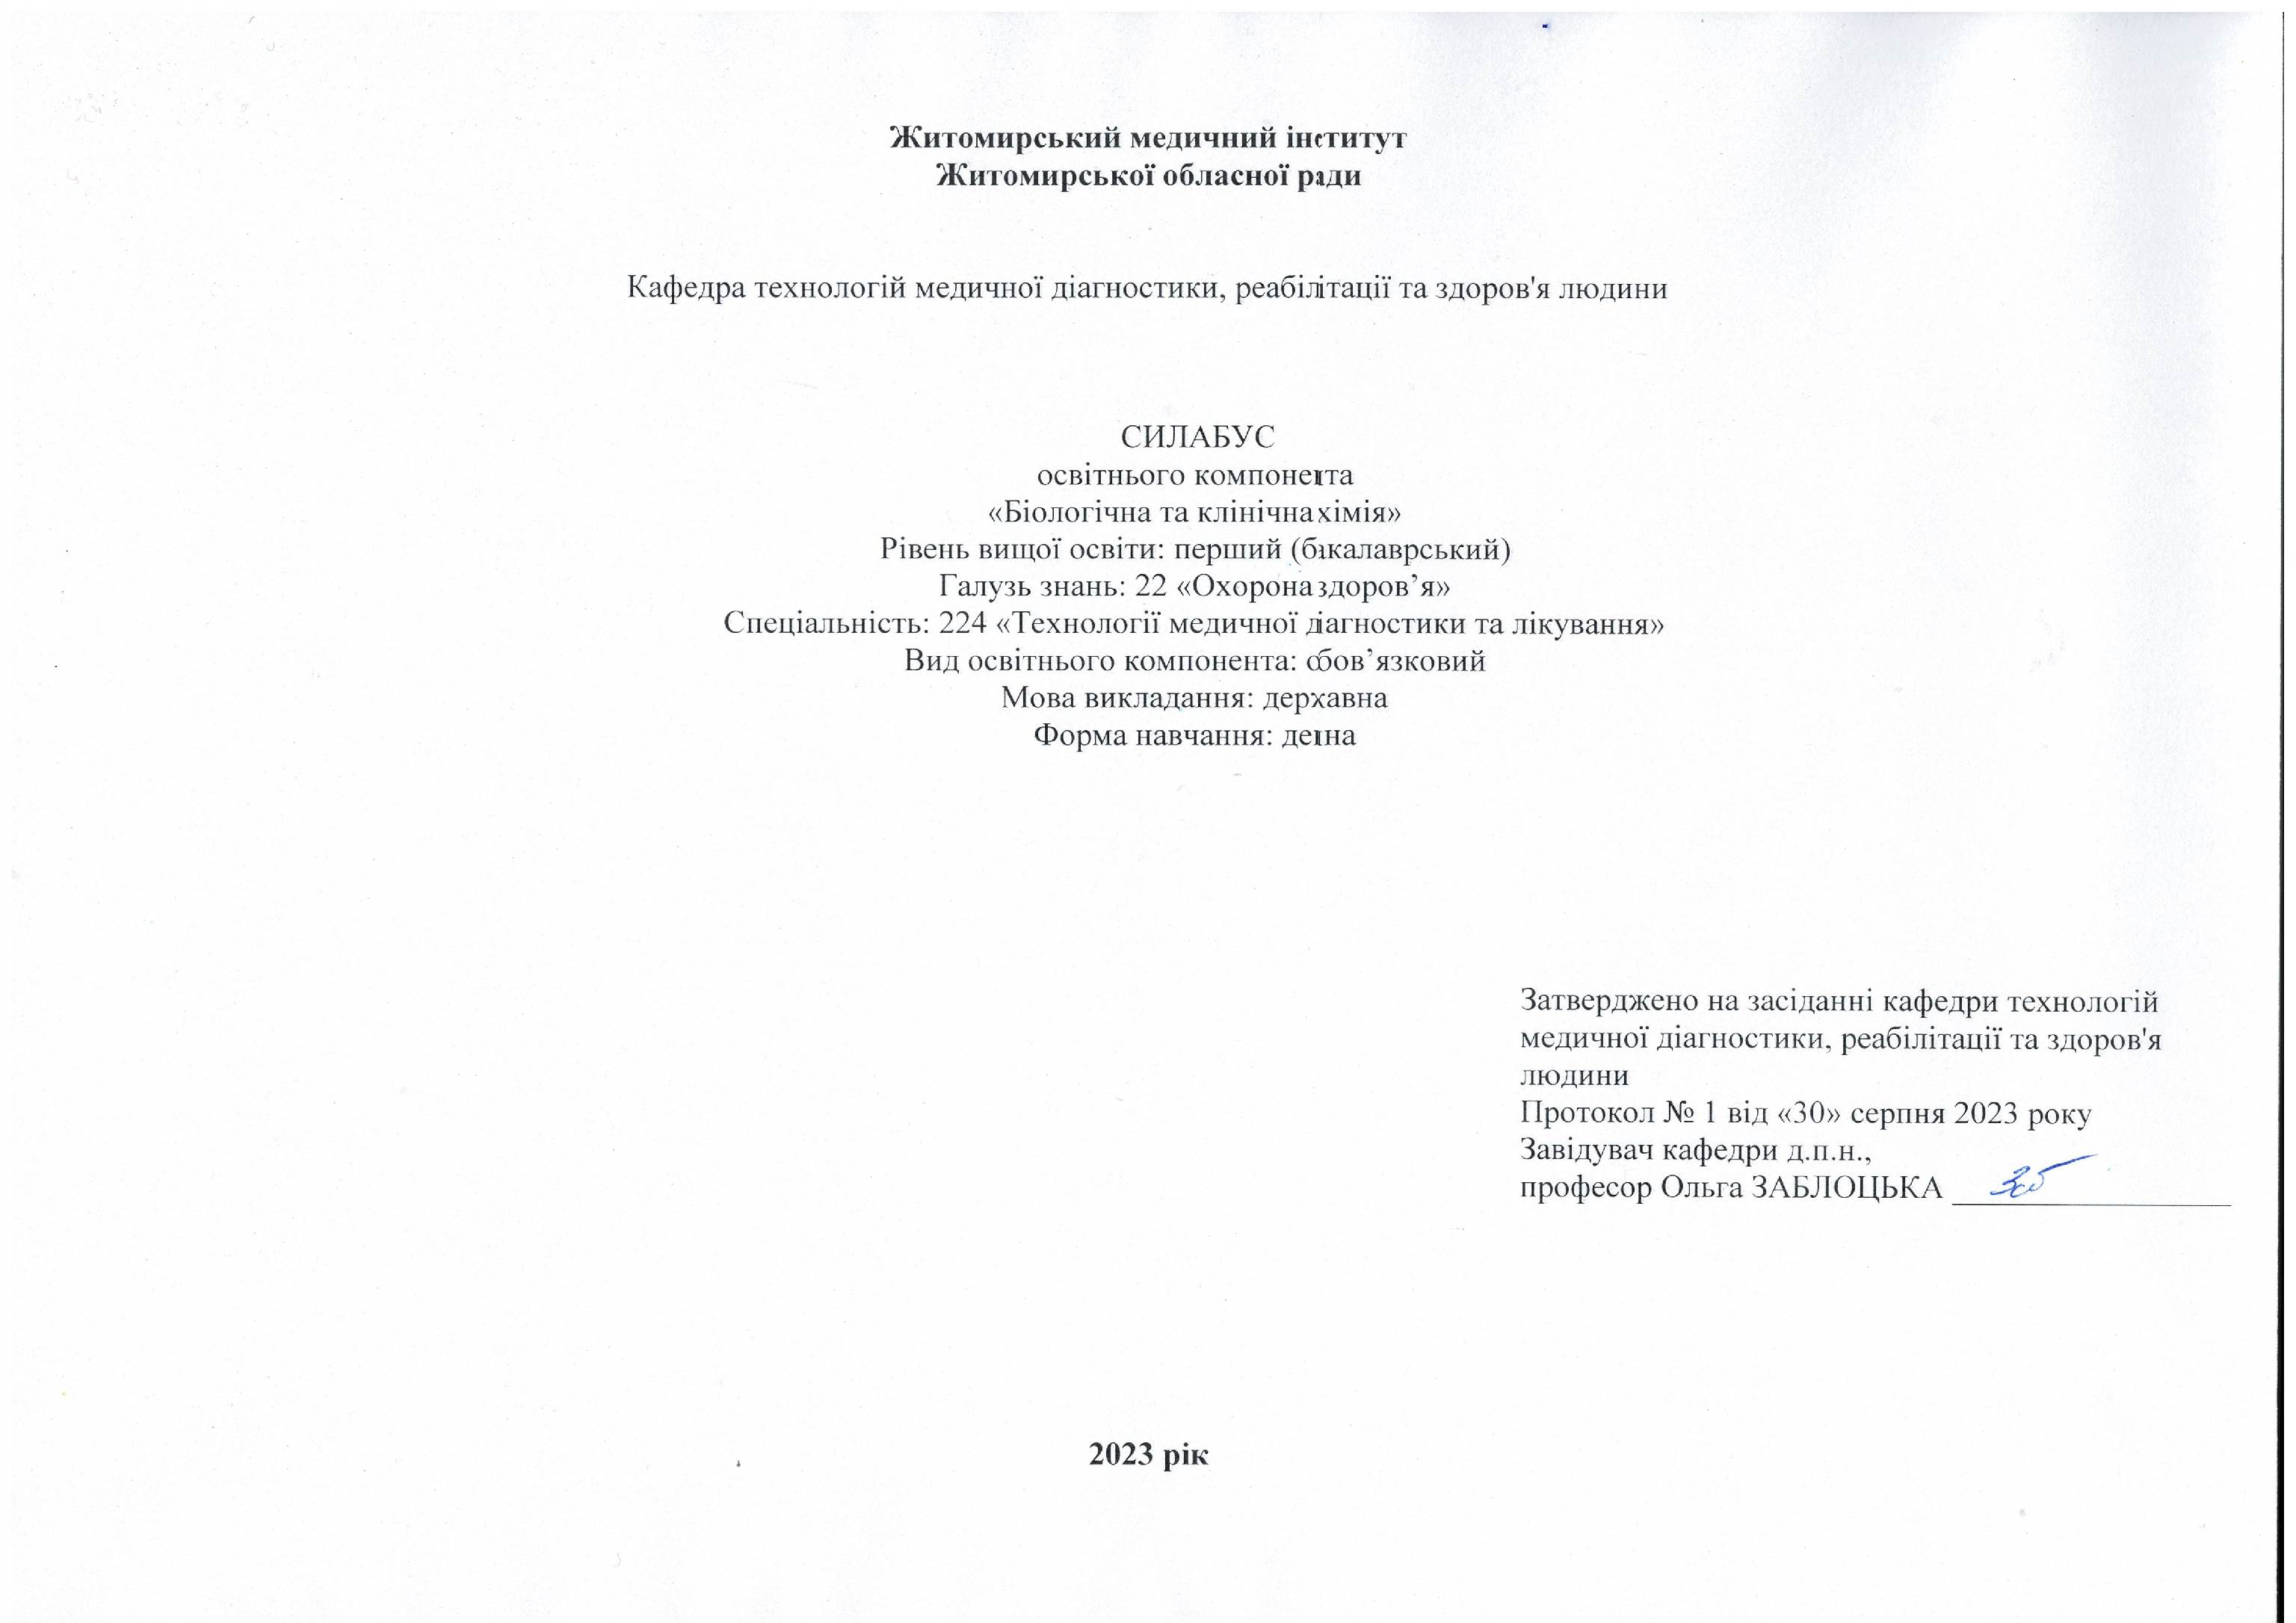 Житомирський медичний інститут
Житомирської обласної ради
Кафедра технологій медичної діагностики, реабілітації та здоров'я людини
СИЛАБУС
освітнього компонента
«Біологічна та клінічна хімія»
Рівень вищої освіти: перший (бакалаврський)
Галузь знань: 22 «Охорона здоров’я»
Спеціальність: 224 «Технології медичної діагностики та лікування»
Вид освітнього компонента: обов’язковий
Мова викладання: державна
Форма навчання: денна
Затверджено на засіданні кафедри технологій
медичної діагностики, реабілітації та здоров'я
людини
Протокол № 1 від «30» серпня 2023 року
Завідувач кафедри д.п.н.,
професор Ольга ЗАБЛОЦЬКА
2023 рік